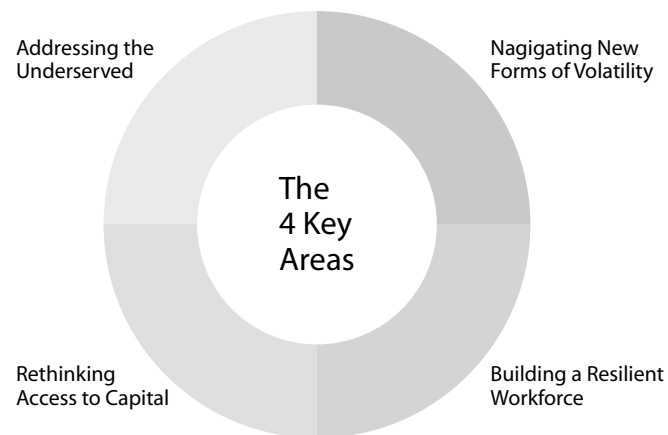 Addressing the
Underserved
Nagigating New
Forms of Volatility
The
4 Key
Areas
Rethinking
Access to Capital
Building a Resilient
Workforce